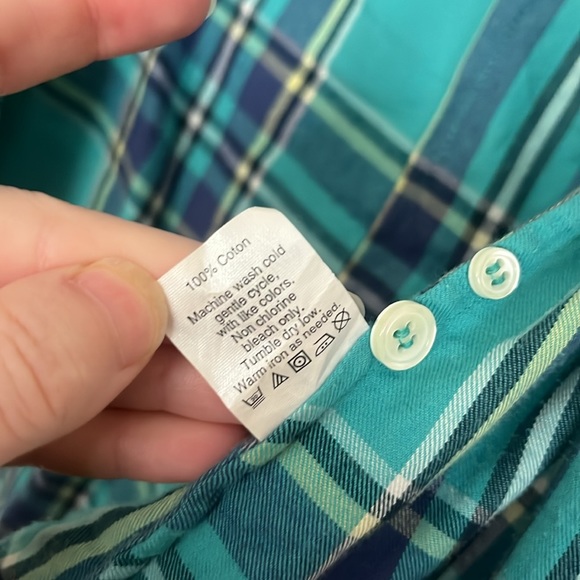 100% Coton
Machine wash cold
gentle cycle,
with like colors.
Non chlorine
bleach only.
Tumble dry low.
Warm iron as needed.